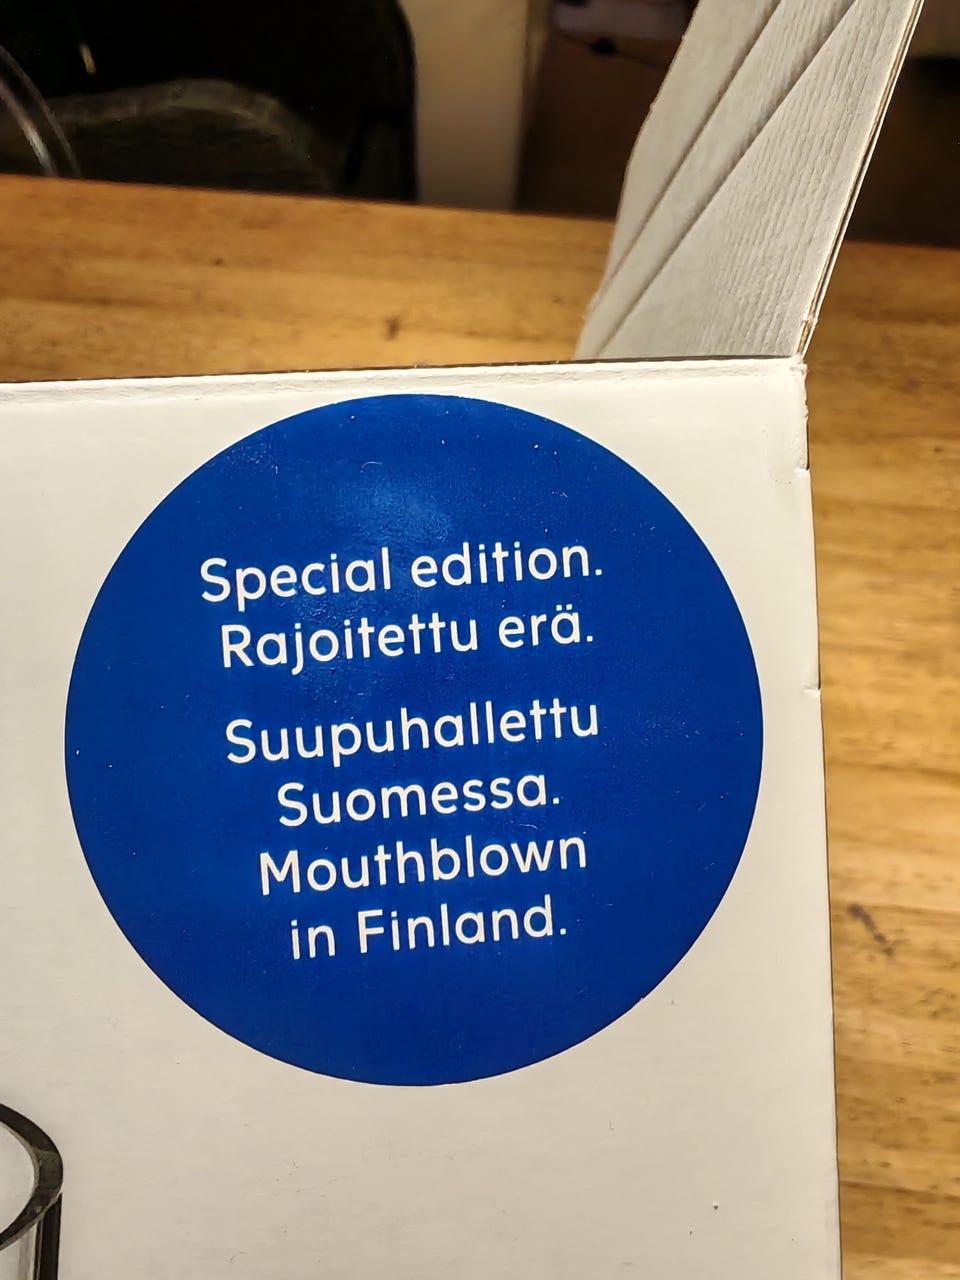 Special edition.
Rajoitettu erä.
Suupuhallettu
Suomessa.
Mouthblown
in Finland.